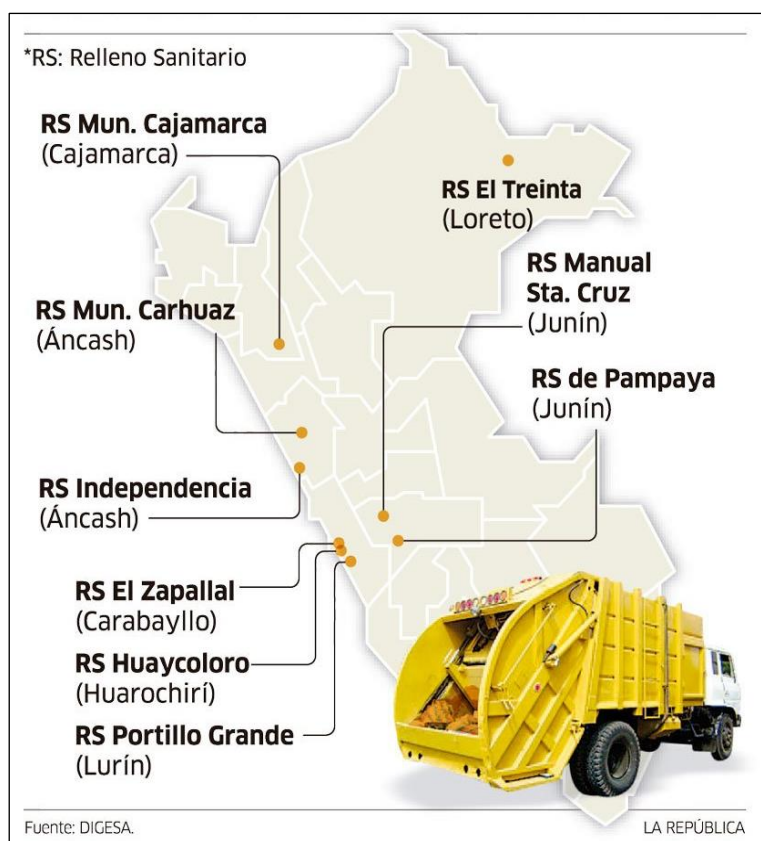 *RS: Relleno Sanitario
RS Mun. Cajamarca
(Cajamarca)
RS El Treinta
(Loreto)
RS Manual
Sta. Cruz
(Junín)
RS Mun. Carhuaz
(Áncash)
RS de Pampaya
(Junín)
RS Independencia
(Áncash)
RS El Zapallal
(Carabayllo)
RS Huaycoloro
(Huarochirí)
RS Portillo Grande
(Lurín)
Fuente: DIGESA.
LA REPÚBLICA